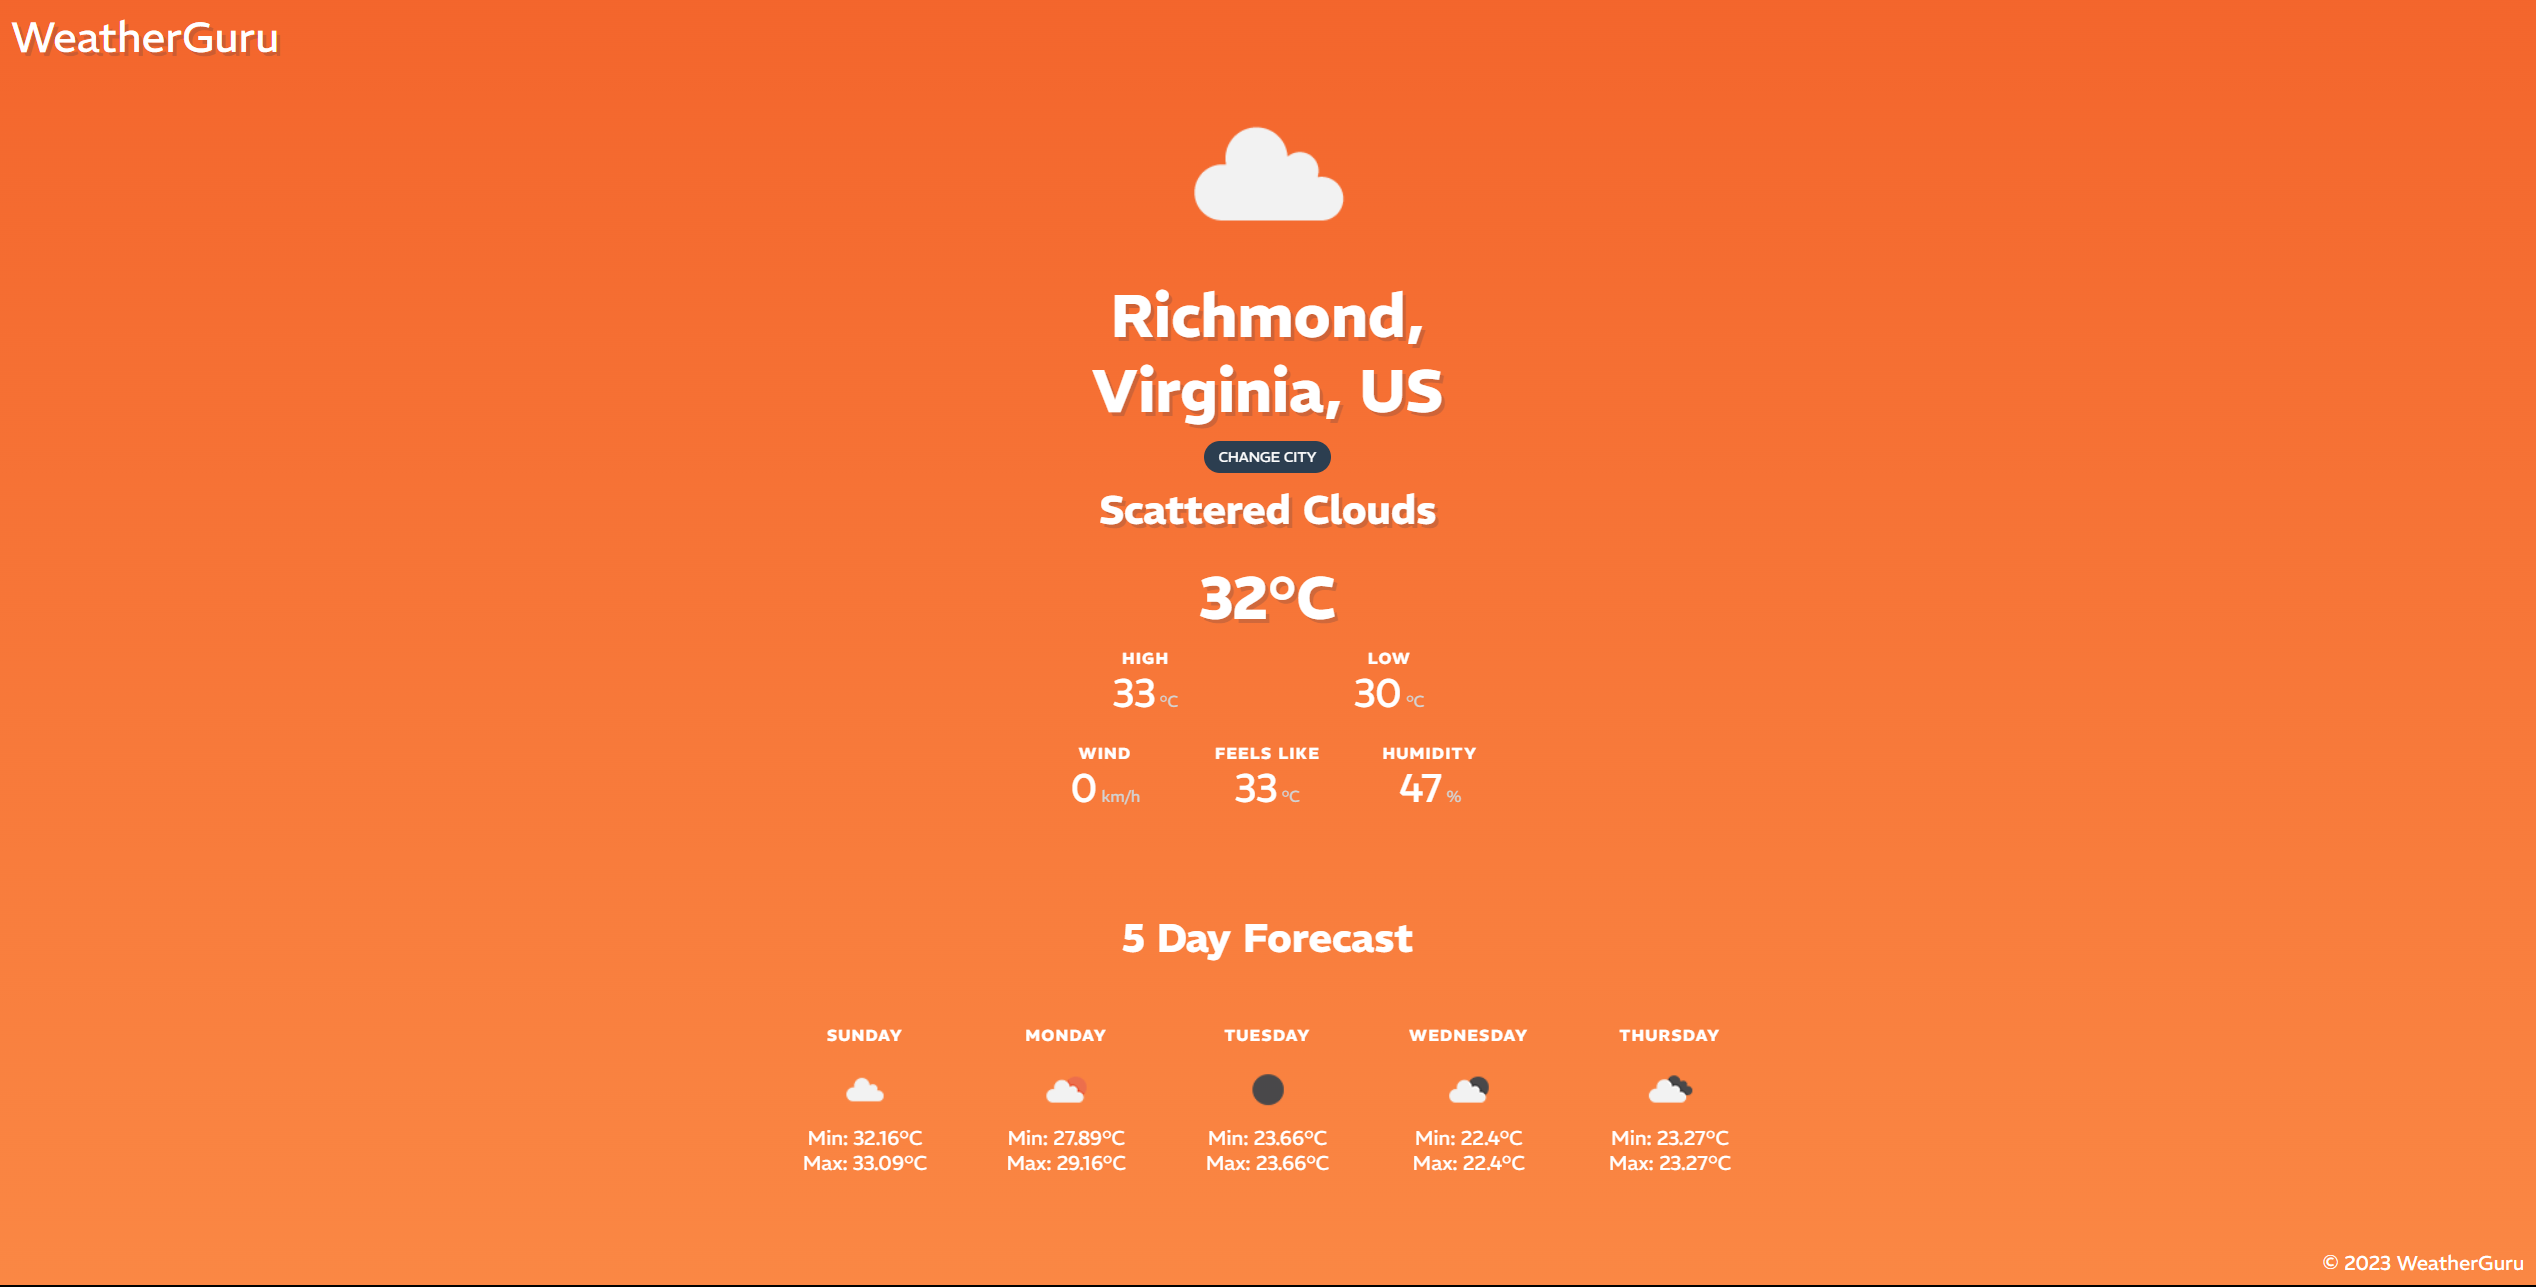 WeatherGuru
Richmond,
Virginia, US
CHANGE CITY
Scattered Clouds
32°C
HIGH LOW
33 °C 30 °C
WIND FEELS LIKE HUMIDITY
0 km/h 33 °C 47 %
5 Day Forecast
SUNDAY MONDAY TUESDAY WEDNESDAY THURSDAY
Min: 32.16°C Min: 27.89°C Min: 23.66°C Min: 22.4°C Min: 23.27°C
Max: 33.09°C Max: 29.16°C Max: 23.66°C Max: 22.4°C Max: 23.27°C
© 2023 WeatherGuru